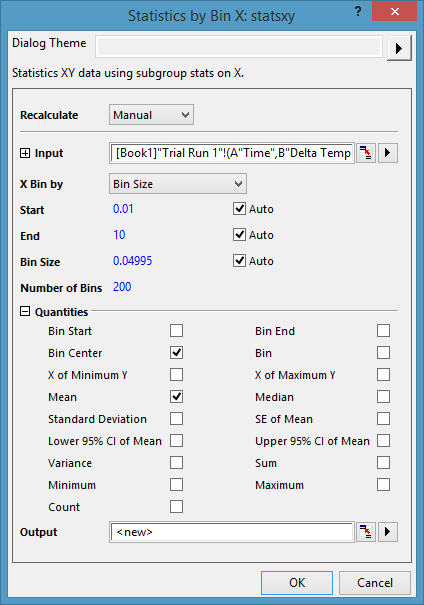 Statistics by Bin X: statsxy
?
Dialog Theme
Statistics XY data using subgroup stats on X.
Recalculate Manual
Input [Book1]"Trial Run 1"!(A"Time",B"Delta Temp
X Bin by Bin Size
Start 0.01 Auto
End 10 Auto
Bin Size 0.04995 Auto
Number of Bins 200
Quantities
Bin Start Bin End
Bin Center Bin
X of Minimum Y X of Maximum Y
Mean Median
Standard Deviation SE of Mean
Lower 95% CI of Mean Upper 95% CI of Mean
Variance Sum
Minimum Maximum
Count
Output <new>
OK Cancel